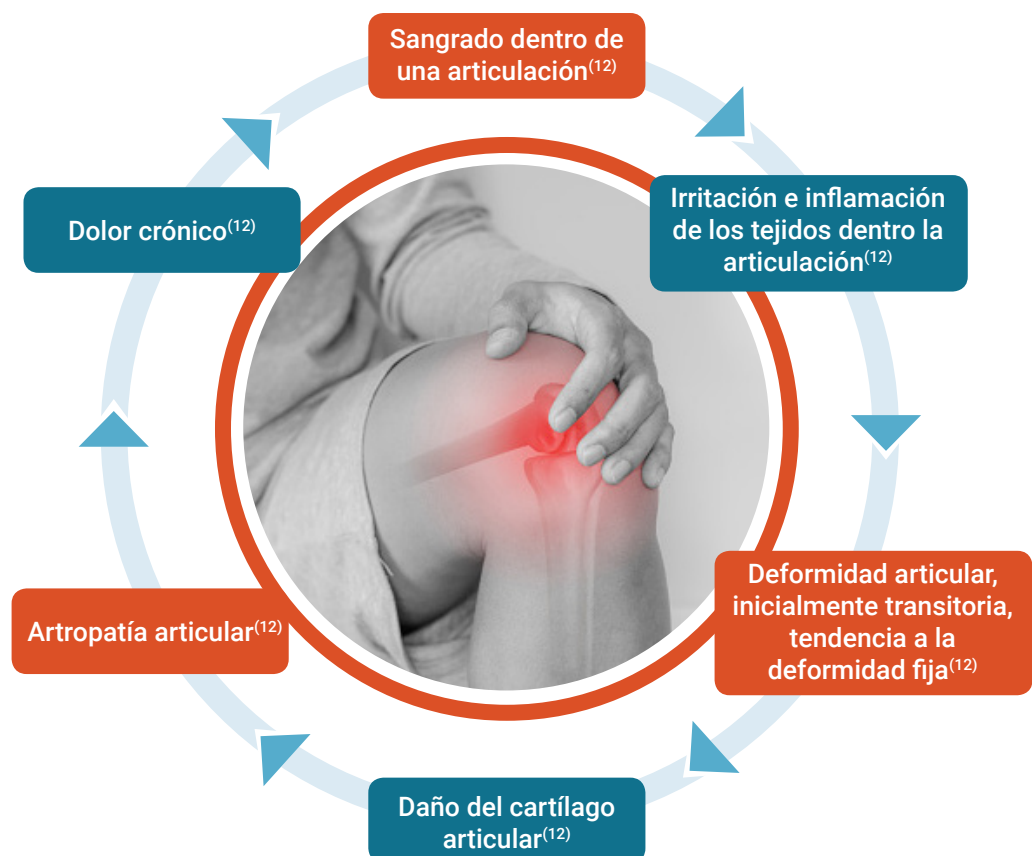 Sangrado dentro de
una articulación(12)
Irritación e inflamación
de los tejidos dentro la
articulación(12)
Deformidad articular,
inicialmente transitoria,
tendencia a la
deformidad fija(12)
Daño del cartílago
articular(12)
Artropatía articular(12)
Dolor crónico(12)